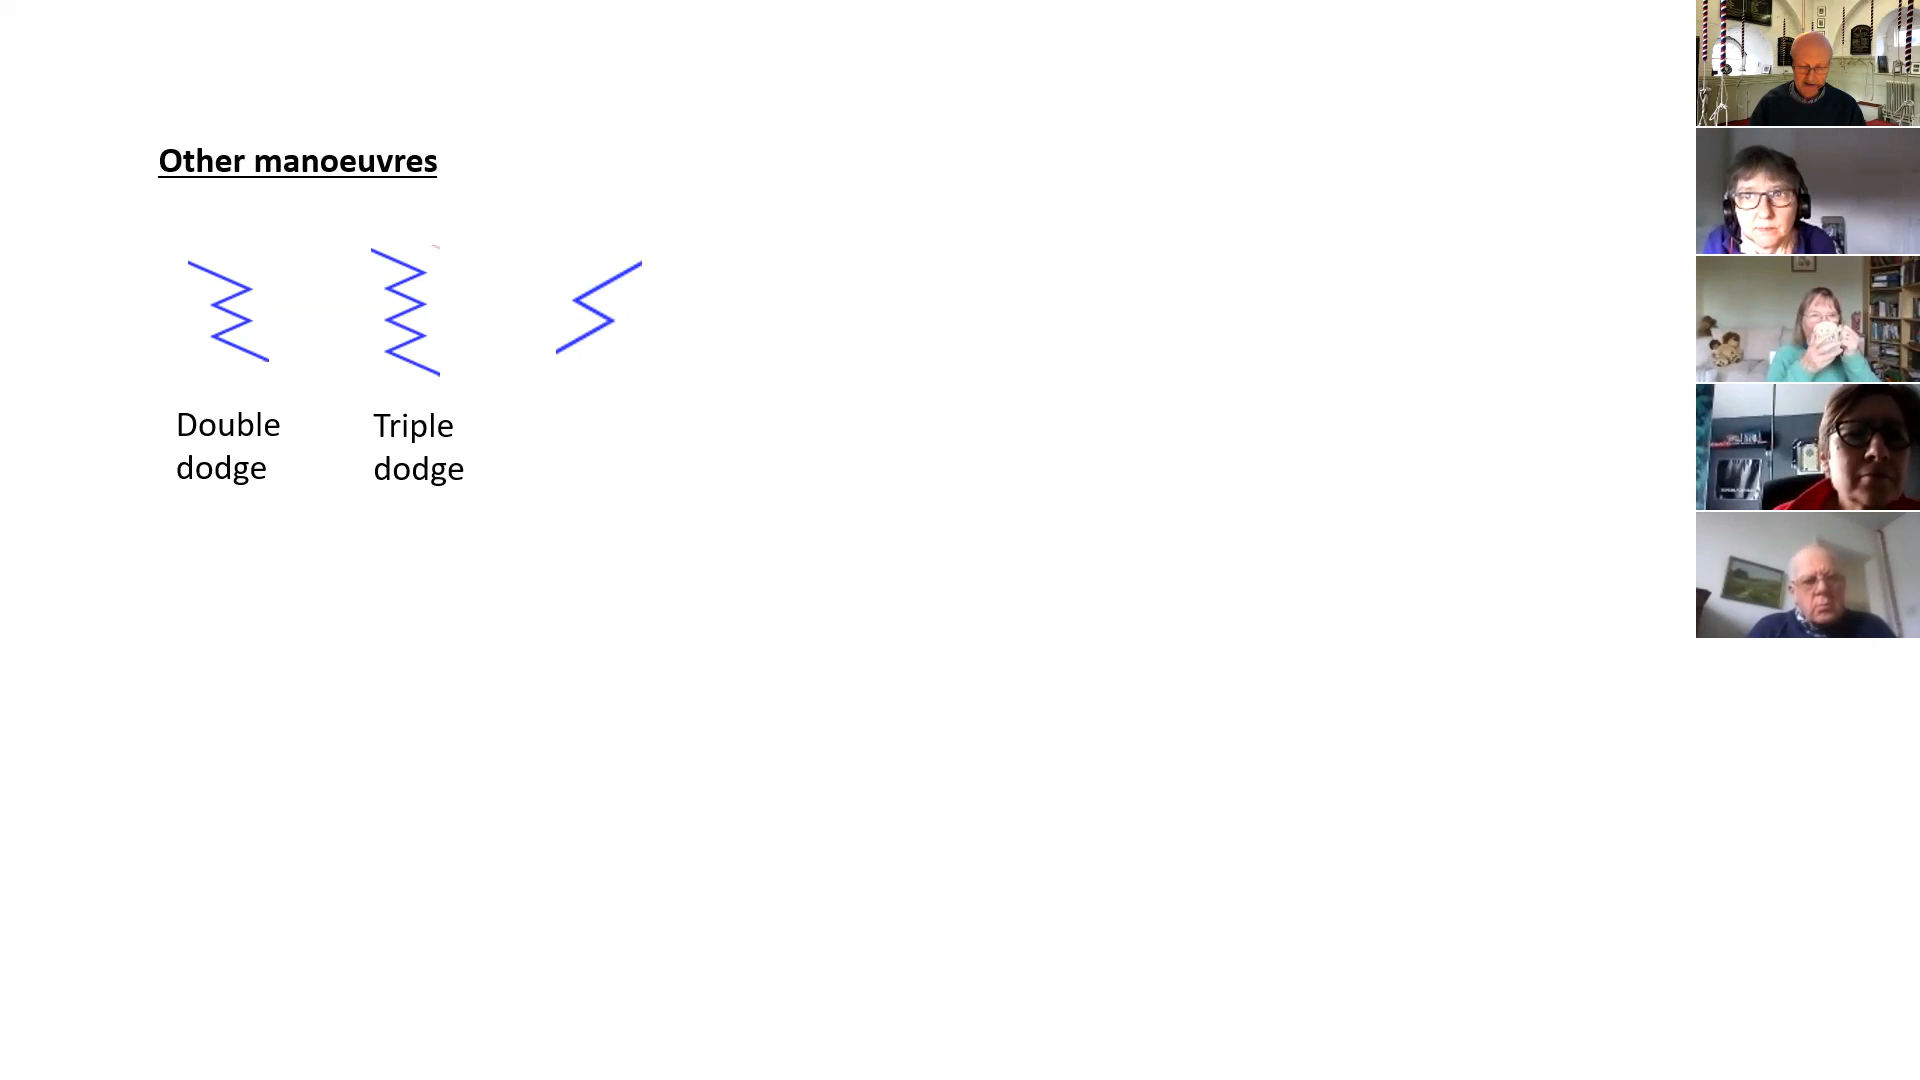 Other manoeuvres
Double
dodge
Triple
dodge